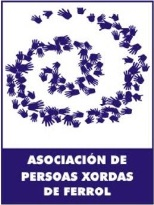 ASOCIACIÓN DE
PERSOAS XORDAS
DE FERROL